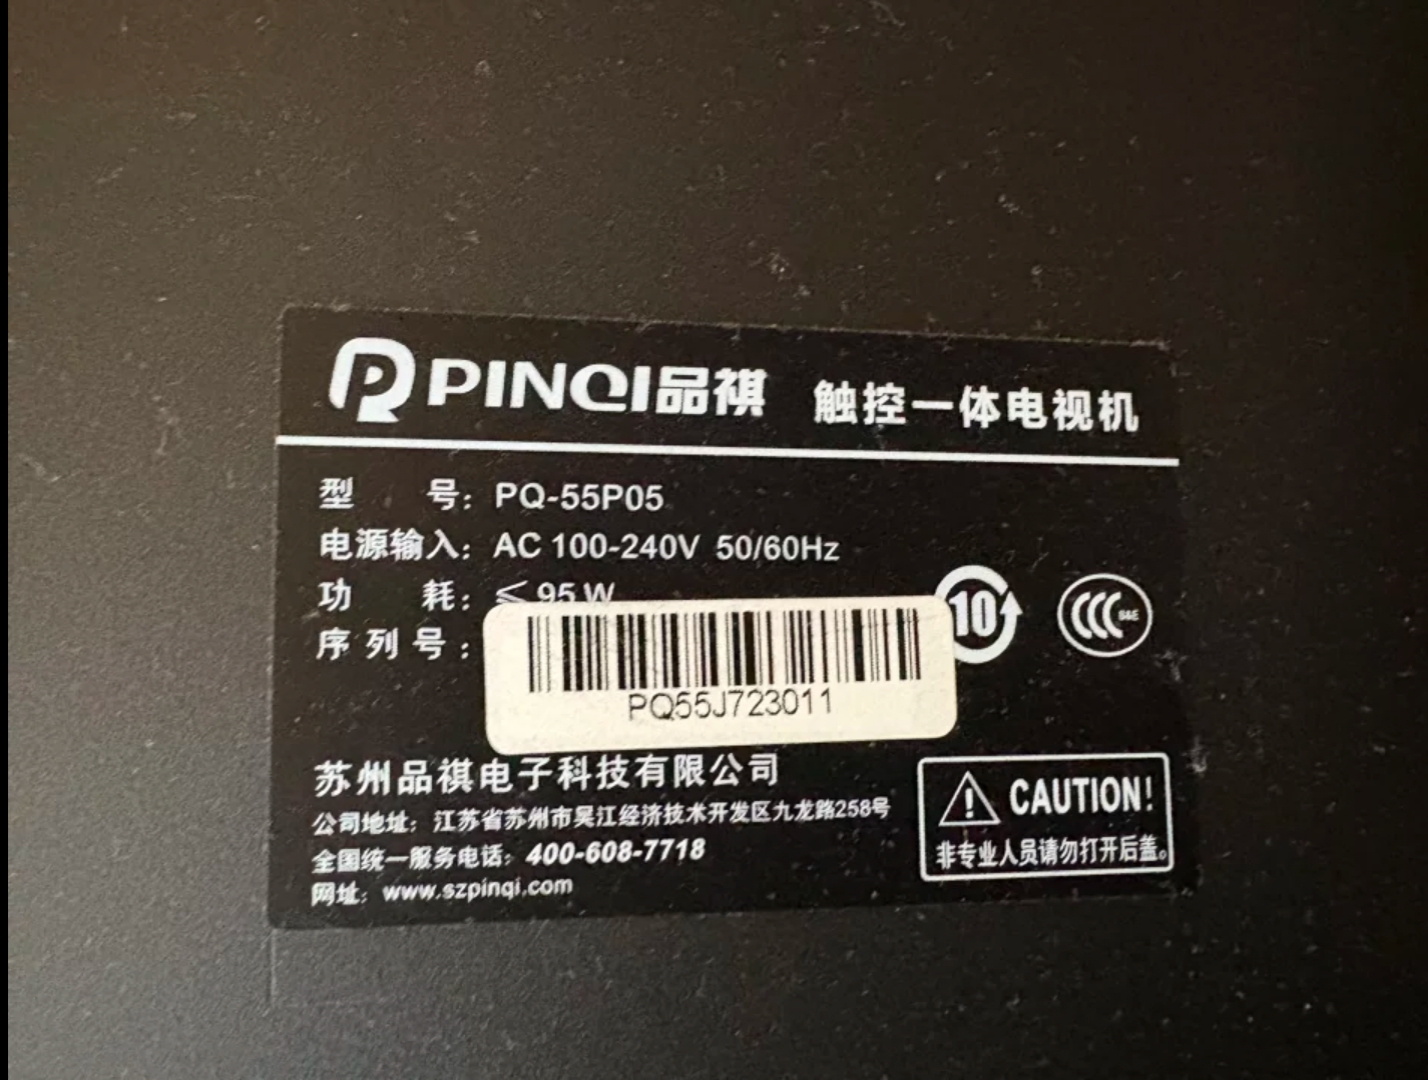 PINQI品祺 触控一体电视机
型 号：PQ-55P05
电源输入：AC 100-240V 50/60Hz
功 耗：≤ 95 W
序 列 号：
PQ55J723011
10
CCC S&E
苏州品祺电子科技有限公司
公司地址：江苏省苏州市吴江经济技术开发区九龙路258号
全国统一服务电话：400-608-7718
网址：www.szpinqi.com
CAUTION!
非专业人员请勿打开后盖。